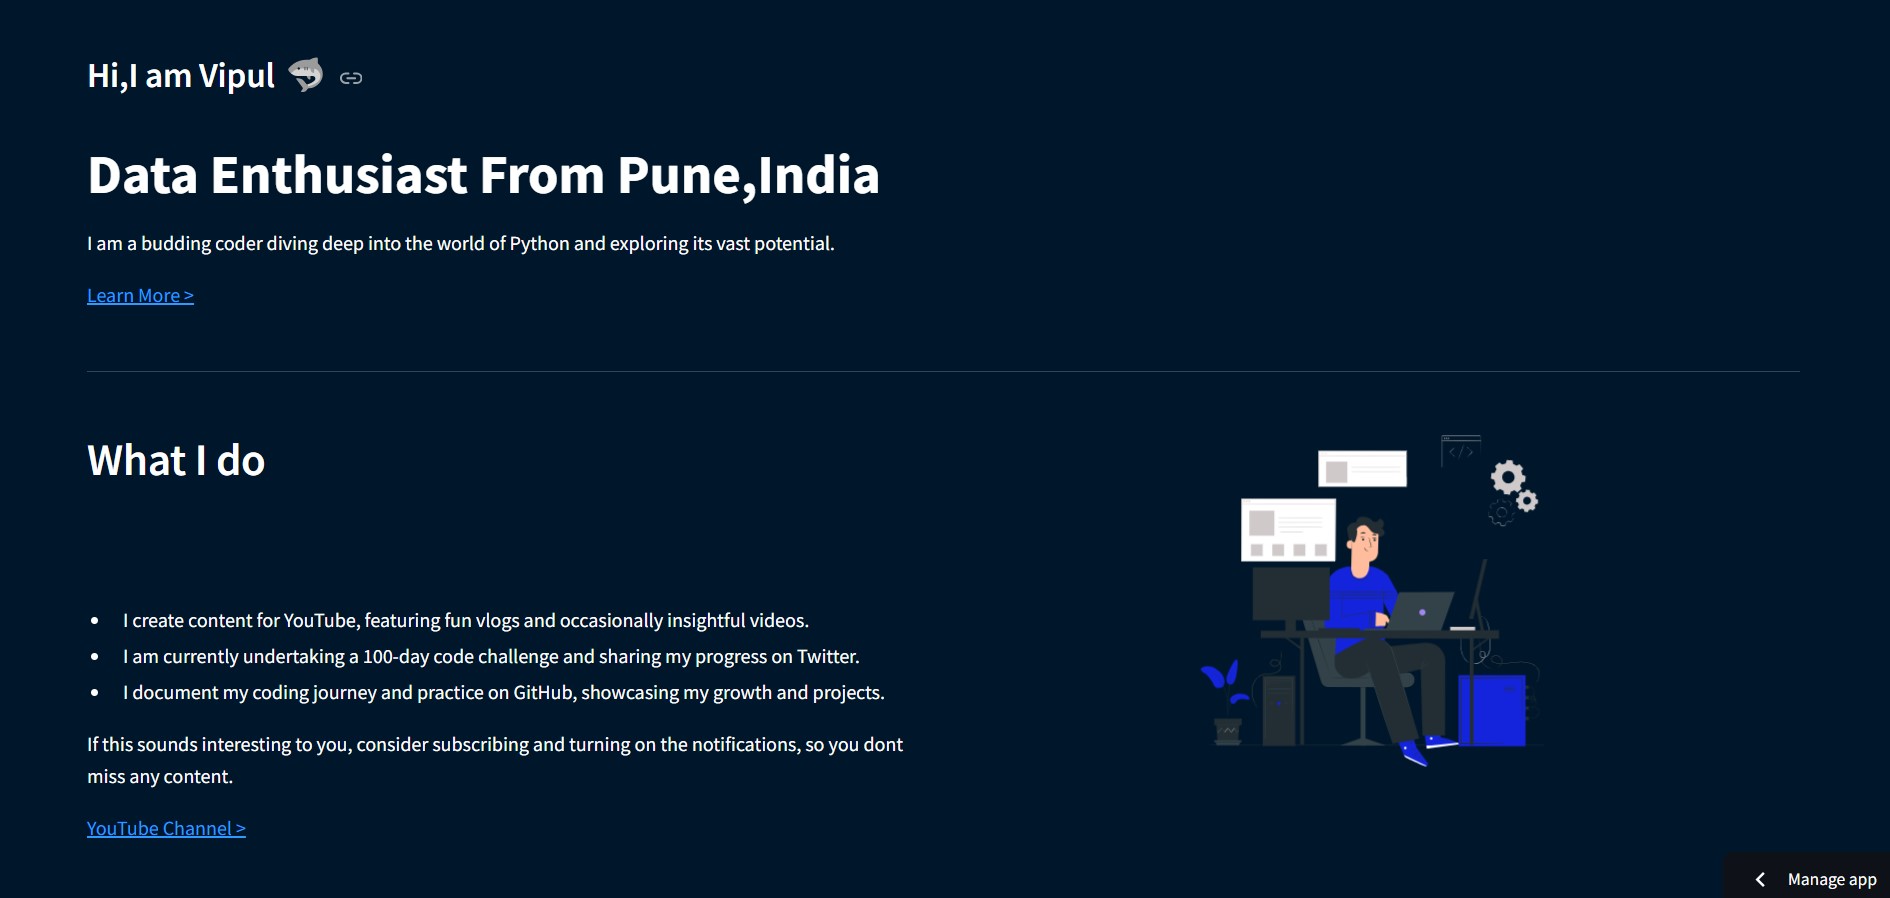 Hi,I am Vipul
Data Enthusiast From Pune,India
I am a budding coder diving deep into the world of Python and exploring its vast potential.
Learn More >
What I do
</>
• I create content for YouTube, featuring fun vlogs and occasionally insightful videos.
• I am currently undertaking a 100-day code challenge and sharing my progress on Twitter.
• I document my coding journey and practice on GitHub, showcasing my growth and projects.
If this sounds interesting to you, consider subscribing and turning on the notifications, so you dont
miss any content.
YouTube Channel >
Manage app